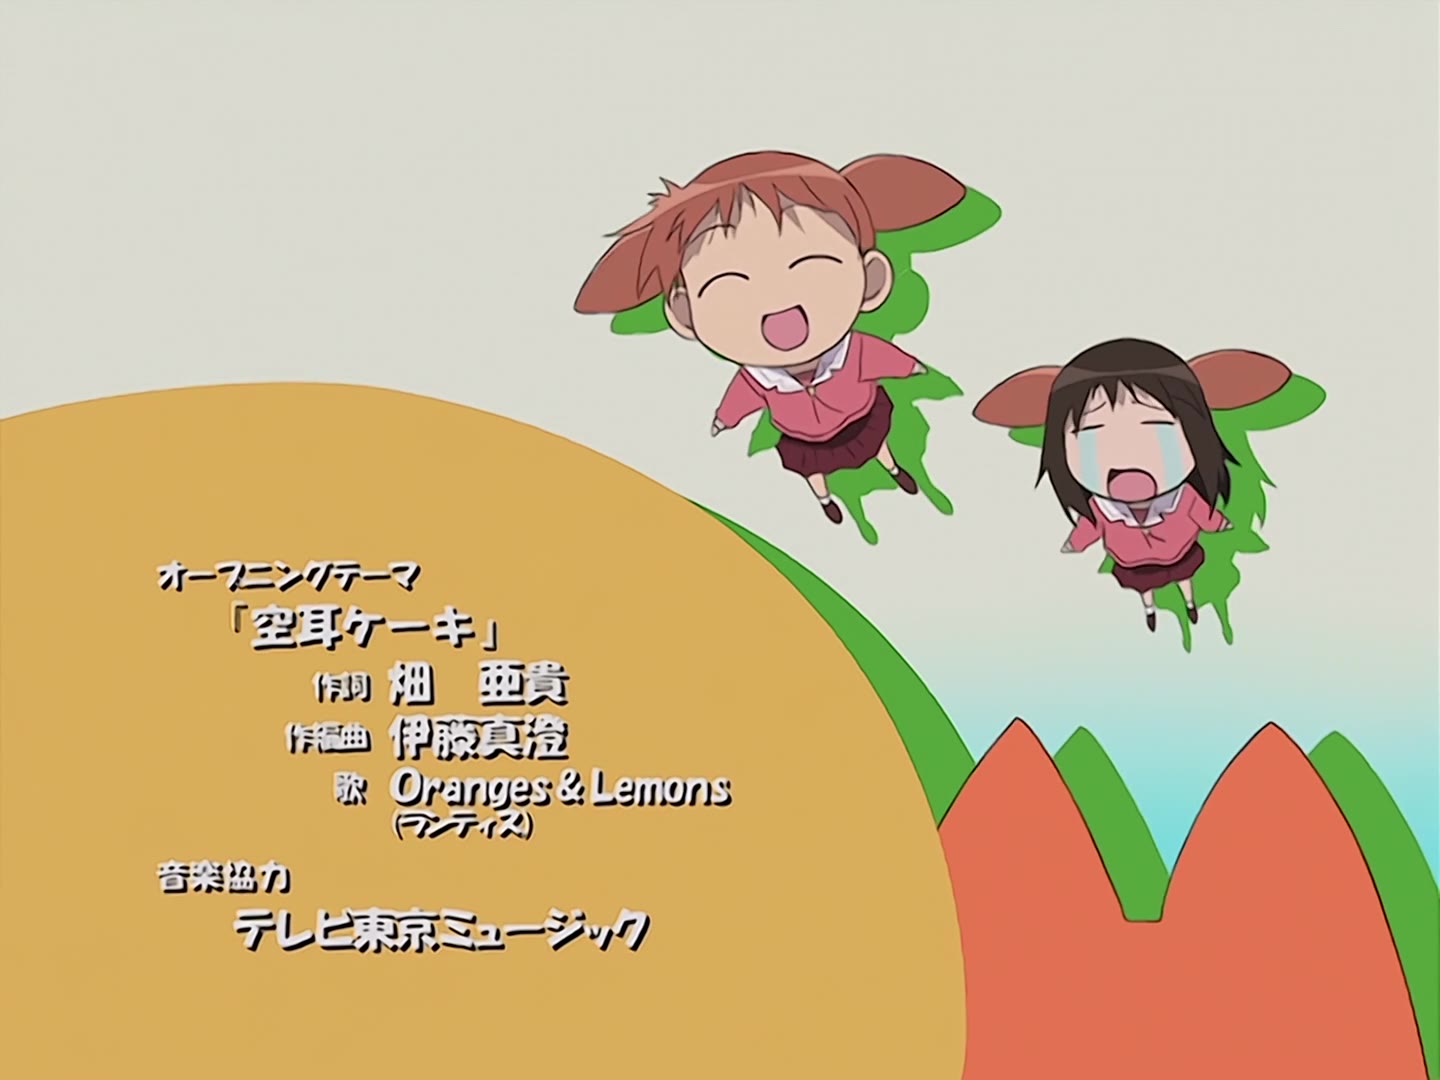 オープニングテーマ
「空耳ケーキ」
作詞 畑 亜貴
作編曲 伊藤真澄
歌 Oranges & Lemons
(ランティス)
音楽協力
テレビ東京ミュージック